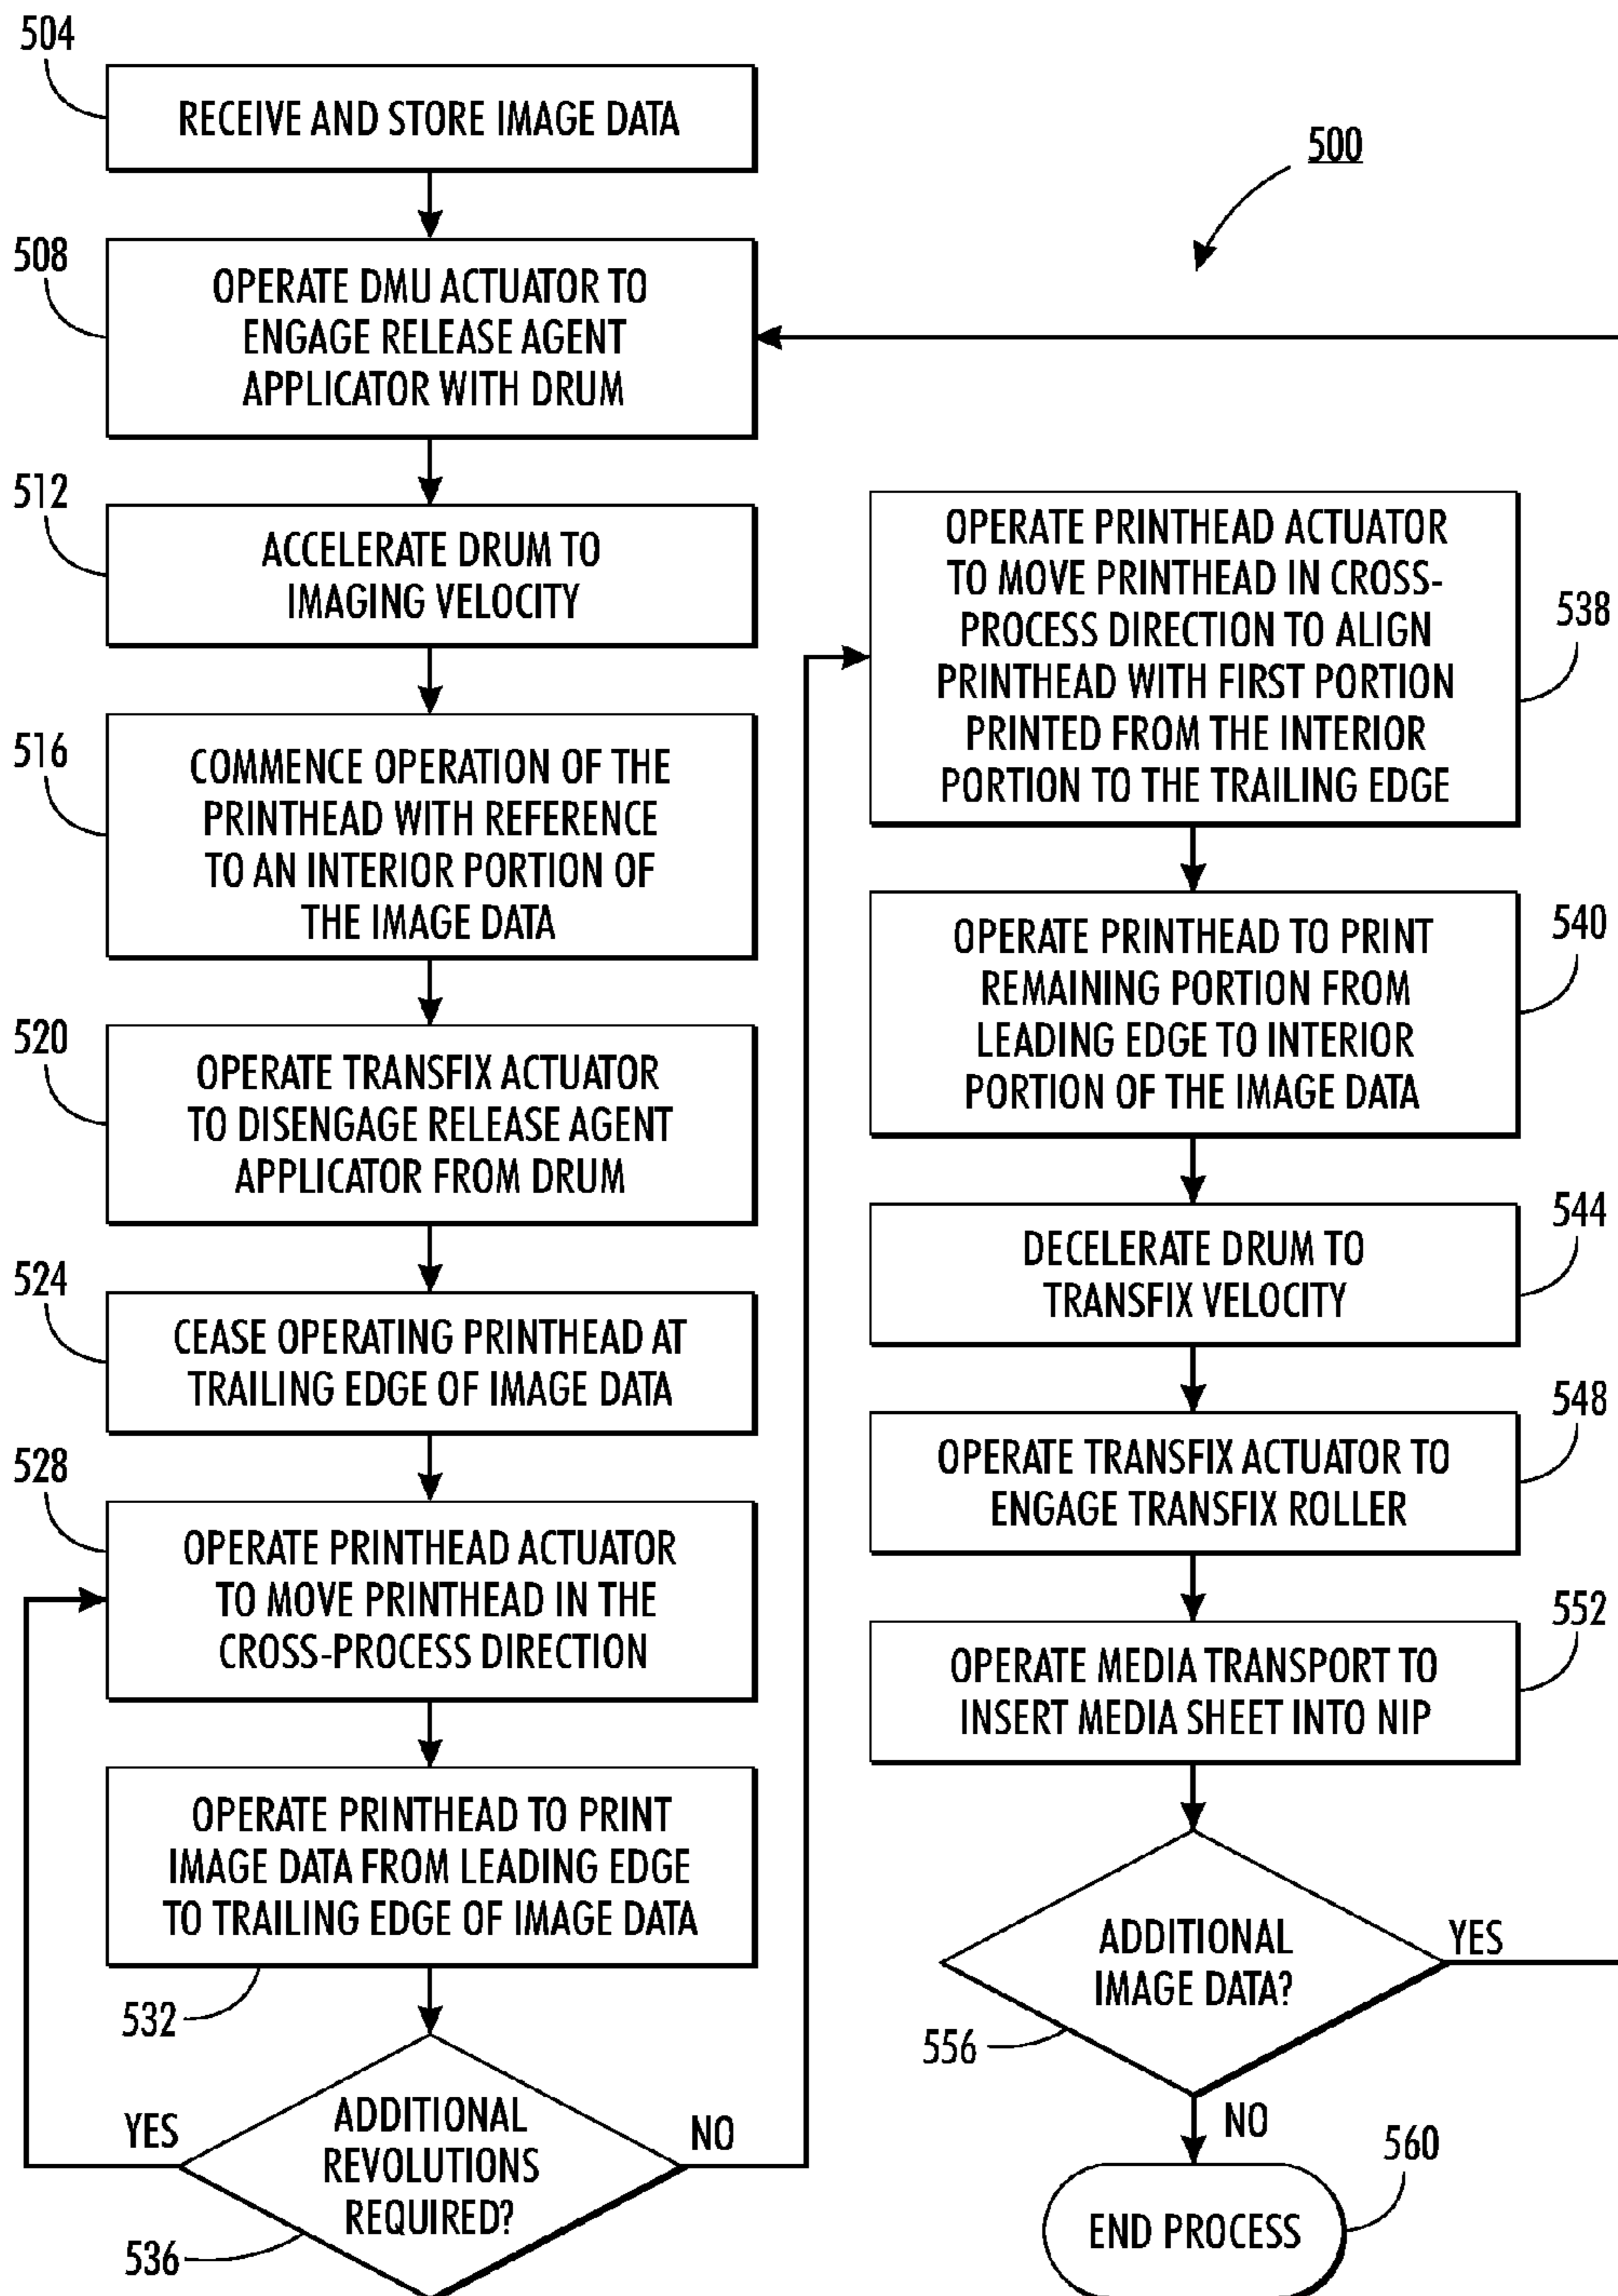 504
RECEIVE AND STORE IMAGE DATA
500
508
OPERATE DMU ACTUATOR TO
ENGAGE RELEASE AGENT
APPLICATOR WITH DRUM
512
ACCELERATE DRUM TO
IMAGING VELOCITY
516
COMMENCE OPERATION OF THE
PRINTHEAD WITH REFERENCE
TO AN INTERIOR PORTION OF
THE IMAGE DATA
520
OPERATE TRANSFIX ACTUATOR
TO DISENGAGE RELEASE AGENT
APPLICATOR FROM DRUM
524
CEASE OPERATING PRINTHEAD AT
TRAILING EDGE OF IMAGE DATA
528
OPERATE PRINTHEAD ACTUATOR
TO MOVE PRINTHEAD IN THE
CROSS-PROCESS DIRECTION
OPERATE PRINTHEAD TO PRINT
IMAGE DATA FROM LEADING EDGE
TO TRAILING EDGE OF IMAGE DATA
532
YES
ADDITIONAL
REVOLUTIONS
REQUIRED?
NO
536
OPERATE PRINTHEAD ACTUATOR
TO MOVE PRINTHEAD IN CROSS-
PROCESS DIRECTION TO ALIGN
PRINTHEAD WITH FIRST PORTION
PRINTED FROM THE INTERIOR
PORTION TO THE TRAILING EDGE
538
OPERATE PRINTHEAD TO PRINT
REMAINING PORTION FROM
LEADING EDGE TO INTERIOR
PORTION OF THE IMAGE DATA
540
DECELERATE DRUM TO
TRANSFIX VELOCITY
544
OPERATE TRANSFIX ACTUATOR TO
ENGAGE TRANSFIX ROLLER
548
OPERATE MEDIA TRANSPORT TO
INSERT MEDIA SHEET INTO NIP
552
ADDITIONAL
IMAGE DATA?
YES
556
NO
560
END PROCESS